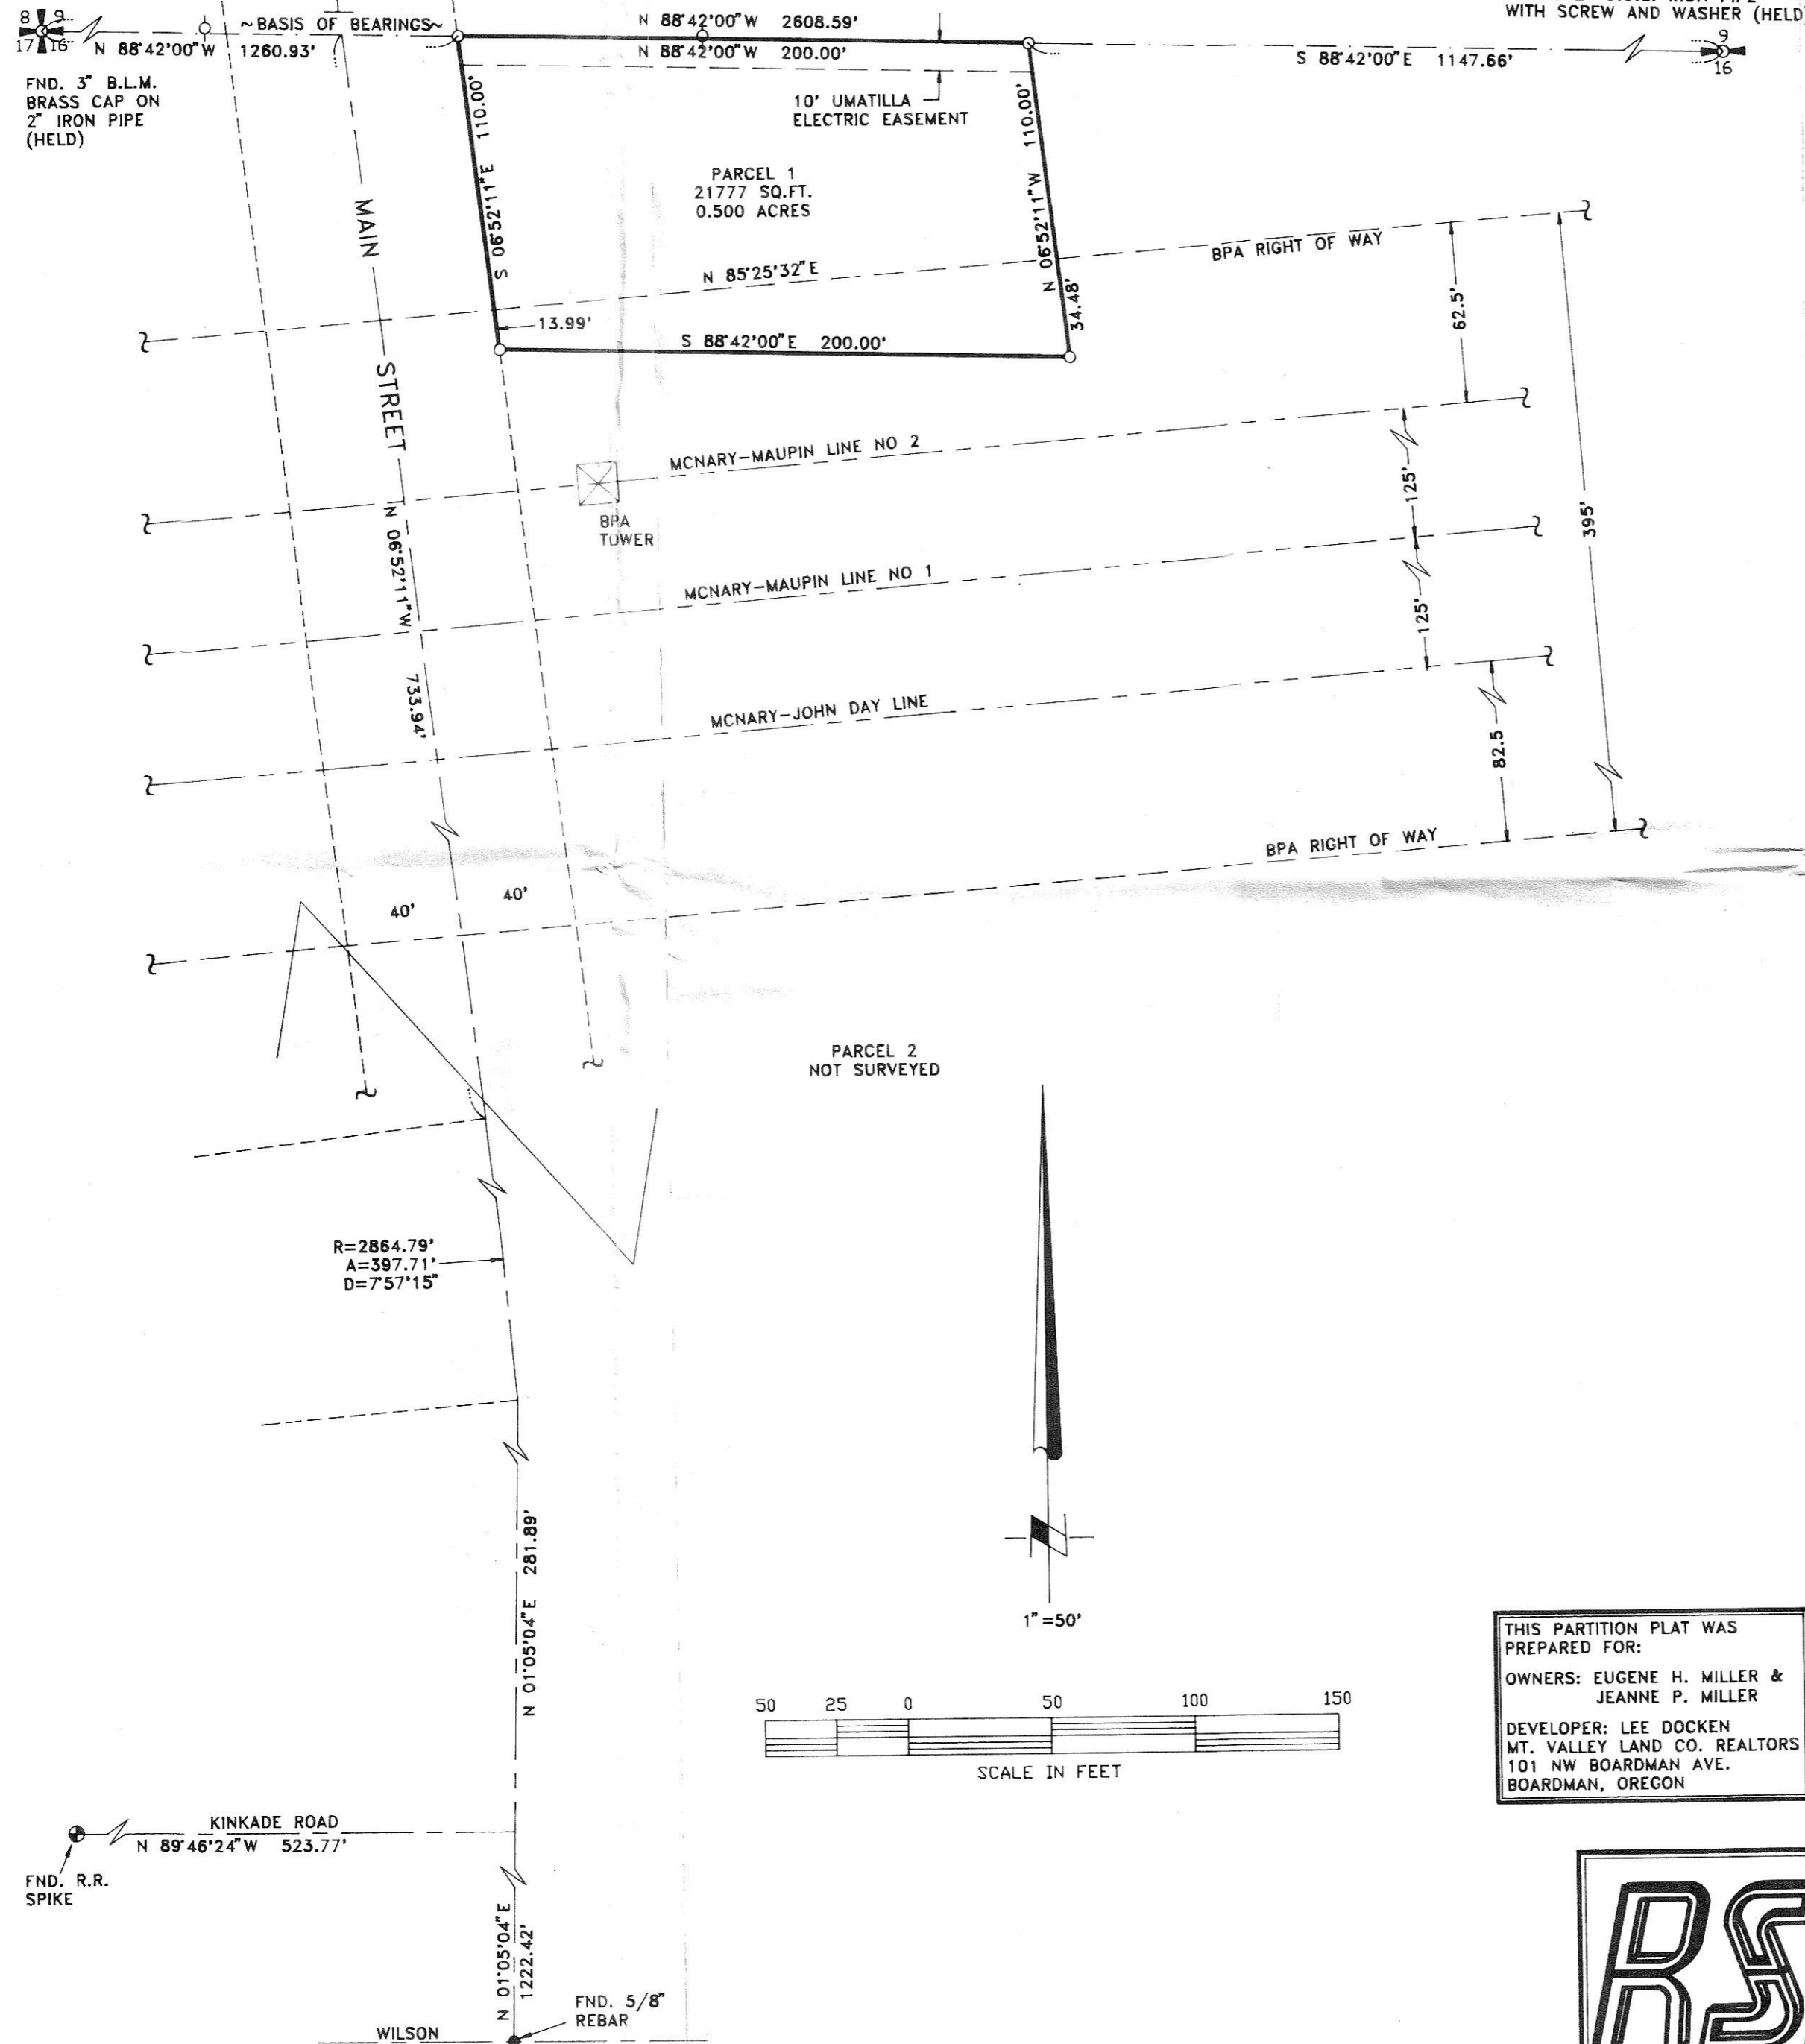 8 9
17 16
~BASIS OF BEARINGS~
N 88°42'00"W 1260.93'
N 88°42'00"W 2608.59'
N 88°42'00"W 200.00'
WITH SCREW AND WASHER (HELD)
S 88°42'00"E 1147.66'
9
16
FND. 3" B.L.M.
BRASS CAP ON
2" IRON PIPE
(HELD)
10' UMATILLA
ELECTRIC EASEMENT
S 06°52'11"E 110.00'
N 06°52'11"W 110.00'
PARCEL 1
21777 SQ.FT.
0.500 ACRES
MAIN STREET
N 85°25'32"E
BPA RIGHT OF WAY
13.99'
34.48'
S 88°42'00"E 200.00'
62.5'
MCNARY-MAUPIN LINE NO 2
BPA
TOWER
125'
395'
N 06°52'11"W 733.94'
MCNARY-MAUPIN LINE NO 1
125'
MCNARY-JOHN DAY LINE
82.5
BPA RIGHT OF WAY
40' 40'
PARCEL 2
NOT SURVEYED
R=2864.79'
A=397.71'
D=7°57'15"
N 01°05'04"E 281.89'
1"=50'
50 25 0 50 100 150
SCALE IN FEET
THIS PARTITION PLAT WAS
PREPARED FOR:
OWNERS: EUGENE H. MILLER &
JEANNE P. MILLER
DEVELOPER: LEE DOCKEN
MT. VALLEY LAND CO. REALTORS
101 NW BOARDMAN AVE.
BOARDMAN, OREGON
KINKADE ROAD
N 89°46'24"W 523.77'
FND. R.R.
SPIKE
N 01°05'04"E
1222.42'
FND. 5/8"
REBAR
WILSON
RS